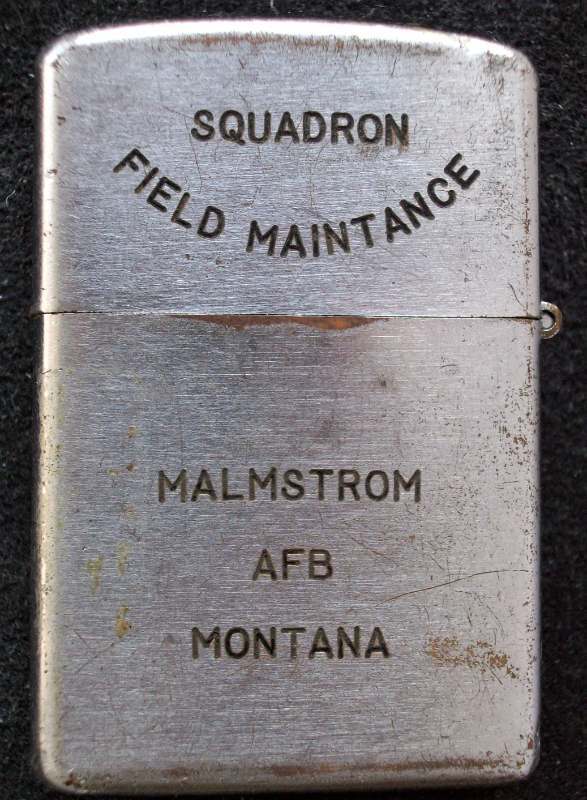 SQUADRON
FIELD MAINTANCE
MALMSTROM
AFB
MONTANA